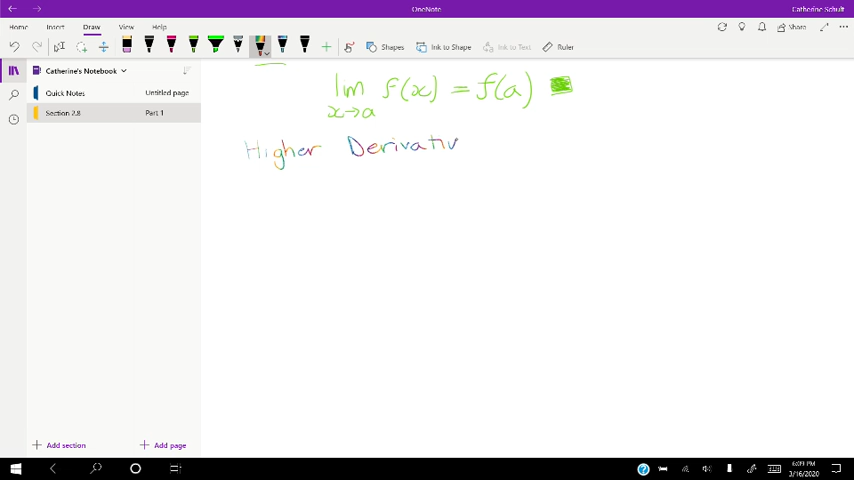 OneNote
Catherine Schult
Home Insert Draw View Help
Share
Shapes Ink to Shape Ink to Text Ruler
Catherine's Notebook
Quick Notes Untitled page
Section 2.8 Part 1
lim f(x) = f(a)
x→a
Higher Derivativ
Add section Add page
6:09 PM
3/16/2020